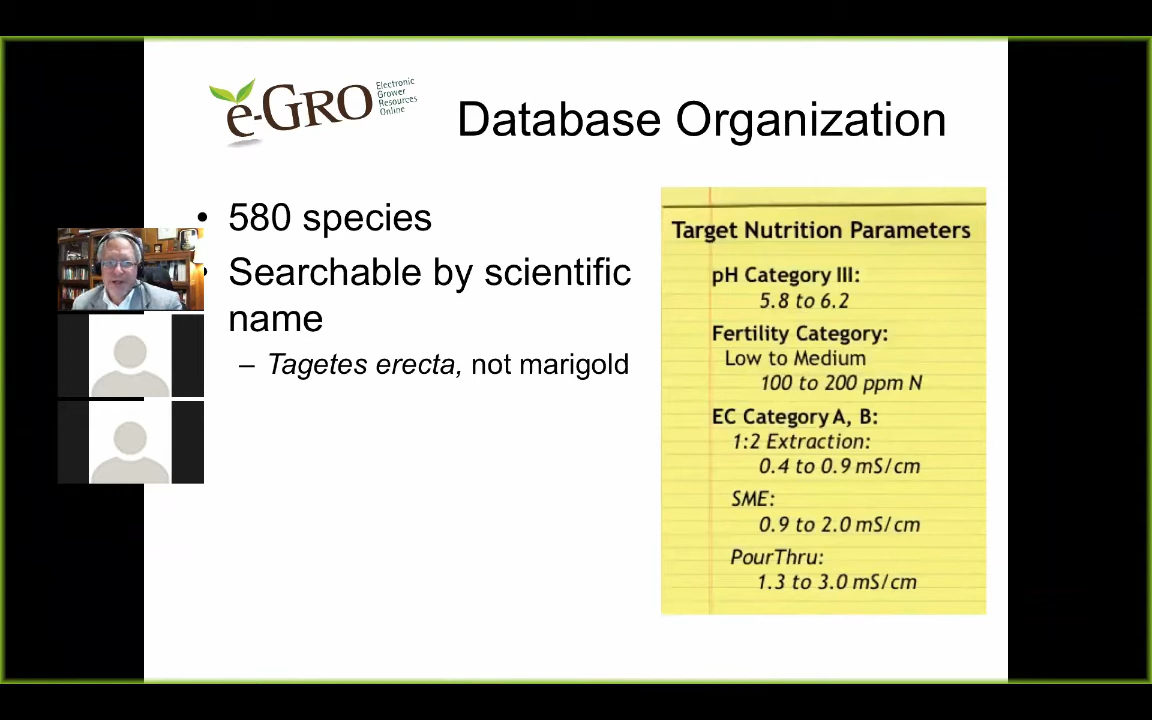 e-GRO
Electronic
Grower
Resources
Online
Database Organization
• 580 species
• Searchable by scientific
name
– Tagetes erecta, not marigold
Target Nutrition Parameters
pH Category III:
5.8 to 6.2
Fertility Category:
Low to Medium
100 to 200 ppm N
EC Category A, B:
1:2 Extraction:
0.4 to 0.9 mS/cm
SME:
0.9 to 2.0 mS/cm
PourThru:
1.3 to 3.0 mS/cm